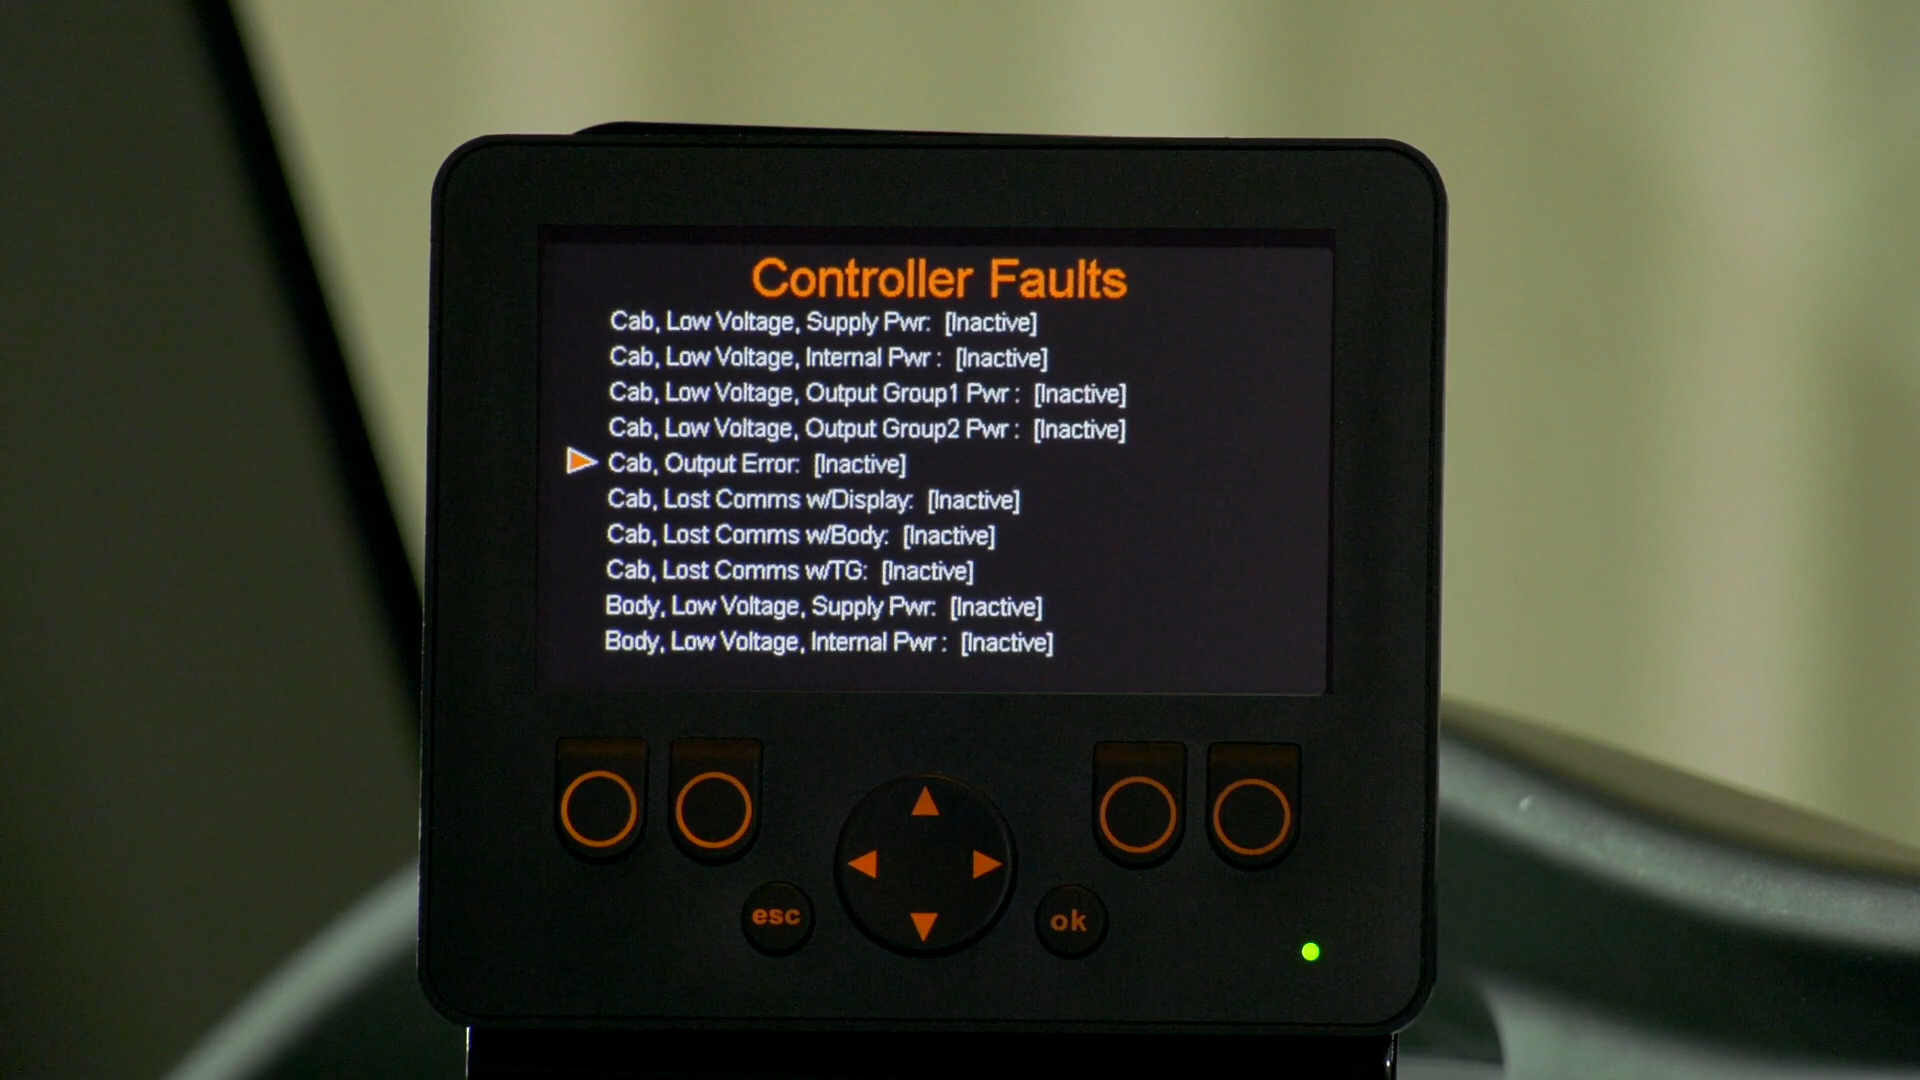 Controller Faults
Cab, Low Voltage, Supply Pwr: [Inactive]
Cab, Low Voltage, Internal Pwr : [Inactive]
Cab, Low Voltage, Output Group1 Pwr : [Inactive]
Cab, Low Voltage, Output Group2 Pwr : [Inactive]
Cab, Output Error: [Inactive]
Cab, Lost Comms w/Display: [Inactive]
Cab, Lost Comms w/Body: [Inactive]
Cab, Lost Comms w/TG: [Inactive]
Body, Low Voltage, Supply Pwr: [Inactive]
Body, Low Voltage, Internal Pwr : [Inactive]
esc
ok